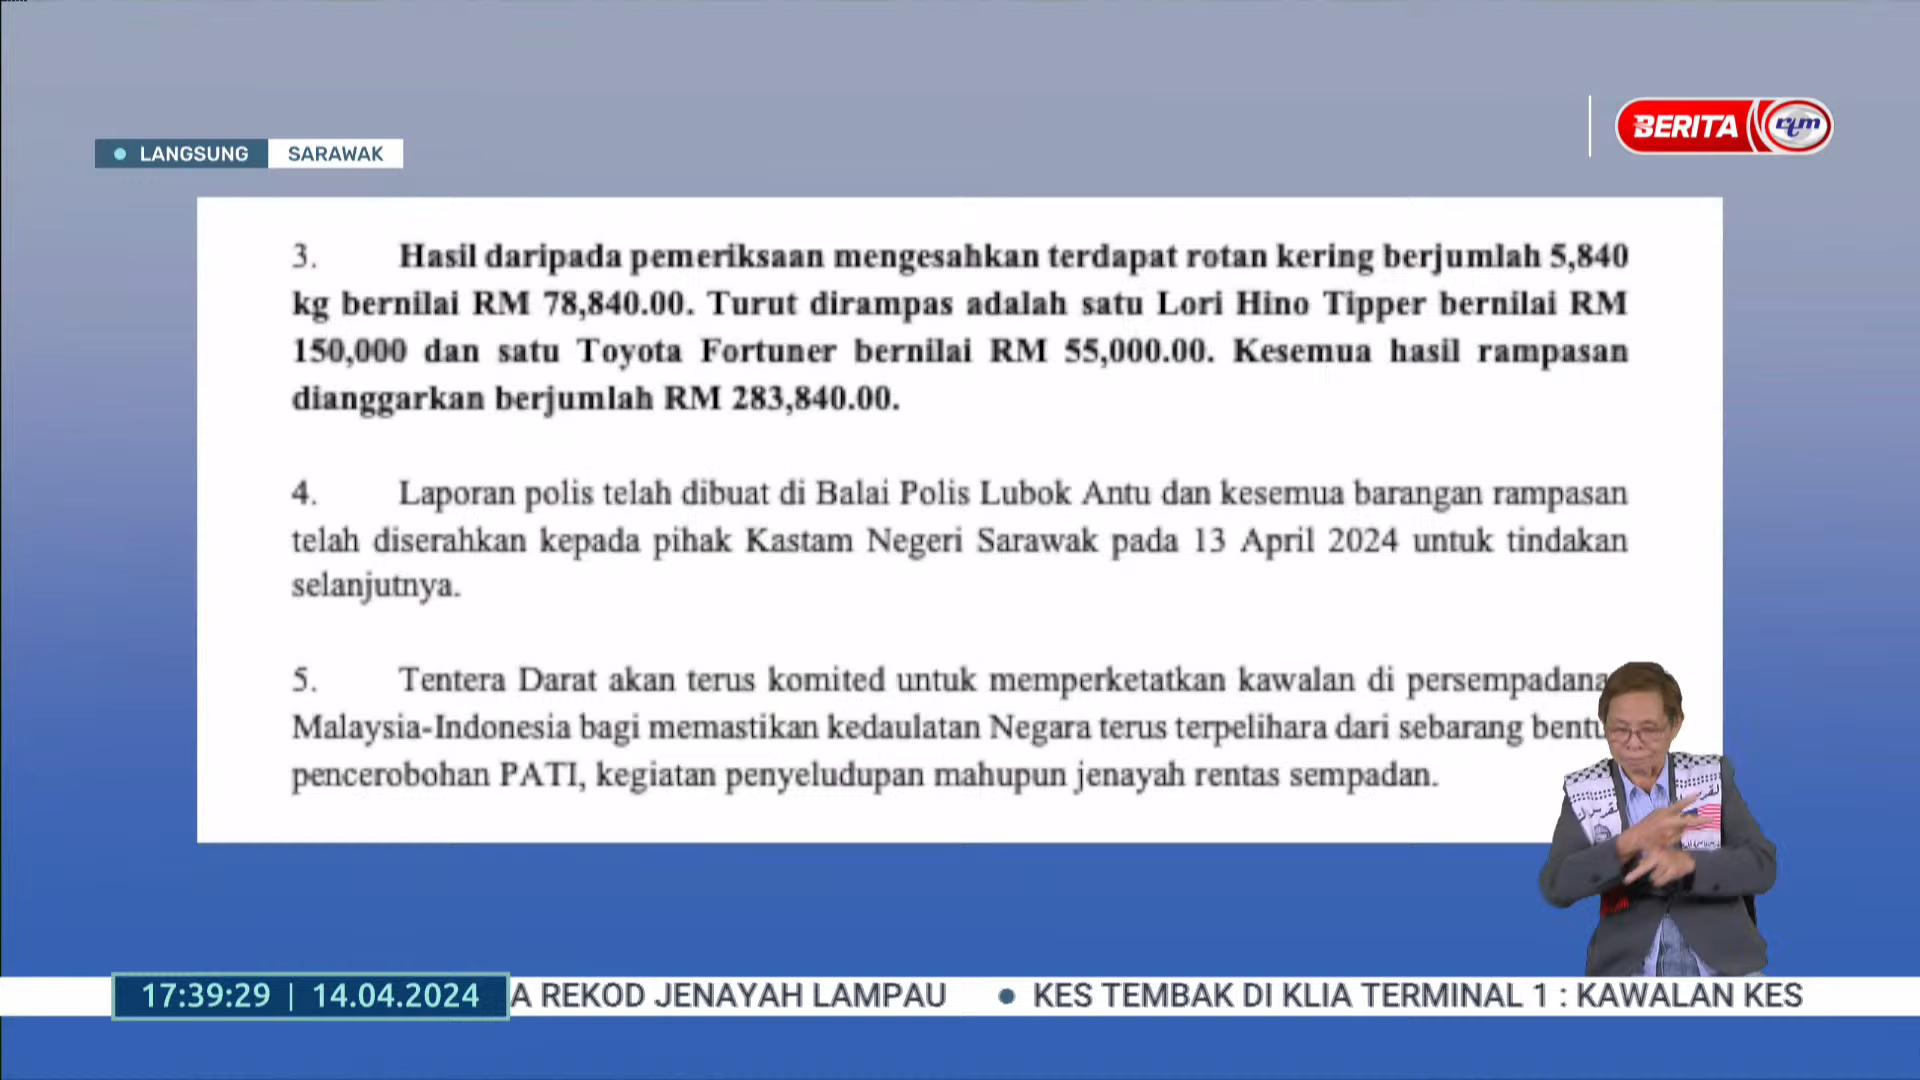 LANGSUNG SARAWAK
BERITA rtm
3. Hasil daripada pemeriksaan mengesahkan terdapat rotan kering berjumlah 5,840
kg bernilai RM 78,840.00. Turut dirampas adalah satu Lori Hino Tipper bernilai RM
150,000 dan satu Toyota Fortuner bernilai RM 55,000.00. Kesemua hasil rampasan
dianggarkan berjumlah RM 283,840.00.
4. Laporan polis telah dibuat di Balai Polis Lubok Antu dan kesemua barangan rampasan
telah diserahkan kepada pihak Kastam Negeri Sarawak pada 13 April 2024 untuk tindakan
selanjutnya.
5. Tentera Darat akan terus komited untuk memperketatkan kawalan di persempadana
Malaysia-Indonesia bagi memastikan kedaulatan Negara terus terpelihara dari sebarang bentu
pencerobohan PATI, kegiatan penyeludupan mahupun jenayah rentas sempadan.
17:39:29 | 14.04.2024 A REKOD JENAYAH LAMPAU • KES TEMBAK DI KLIA TERMINAL 1 : KAWALAN KES